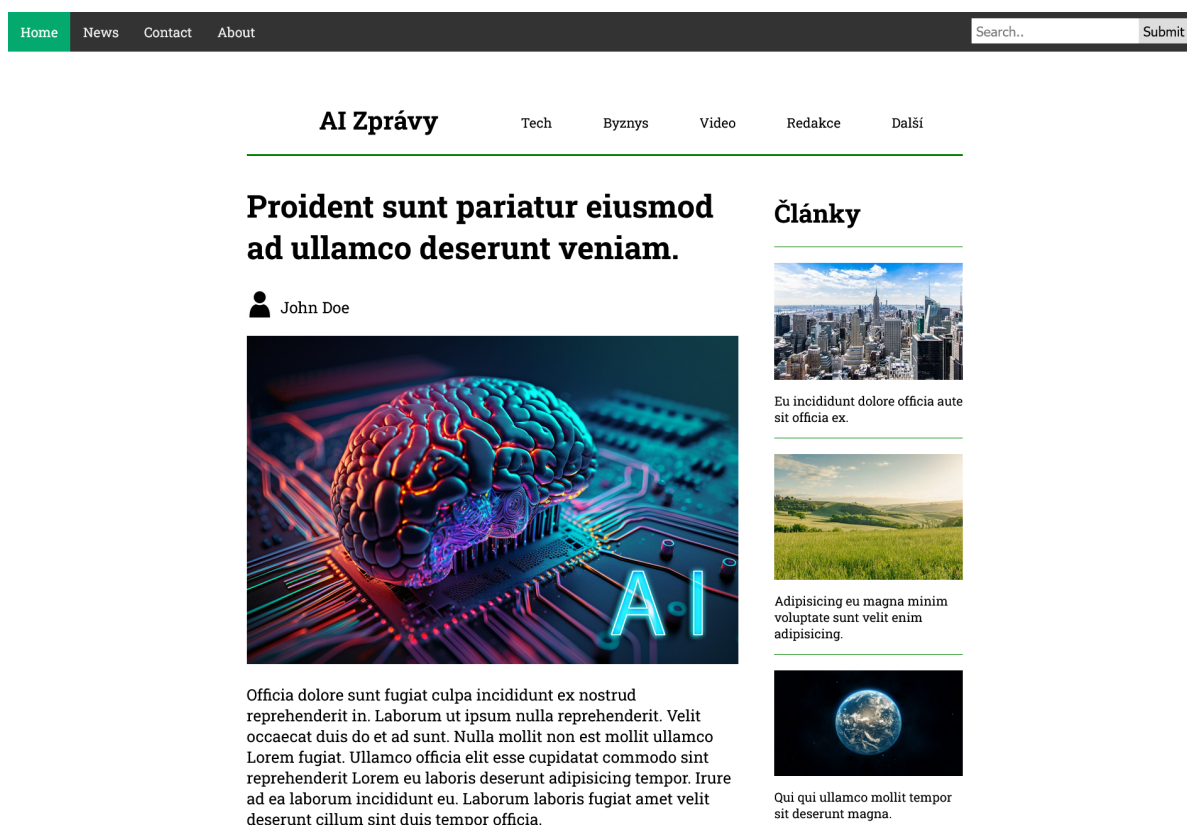 Home News Contact About Search.. Submit
AI Zprávy Tech Byznys Video Redakce Další
Proident sunt pariatur eiusmod
ad ullamco deserunt veniam.
John Doe
AI
Officia dolore sunt fugiat culpa incididunt ex nostrud
reprehenderit in. Laborum ut ipsum nulla reprehenderit. Velit
occaecat duis do et ad sunt. Nulla mollit non est mollit ullamco
Lorem fugiat. Ullamco officia elit esse cupidatat commodo sint
reprehenderit Lorem eu laboris deserunt adipisicing tempor. Irure
ad ea laborum incididunt eu. Laborum laboris fugiat amet velit
deserunt cillum sint duis tempor officia.
Články
Eu incididunt dolore officia aute
sit officia ex.
Adipisicing eu magna minim
voluptate sunt velit enim
adipisicing.
Qui qui ullamco mollit tempor
sit deserunt magna.